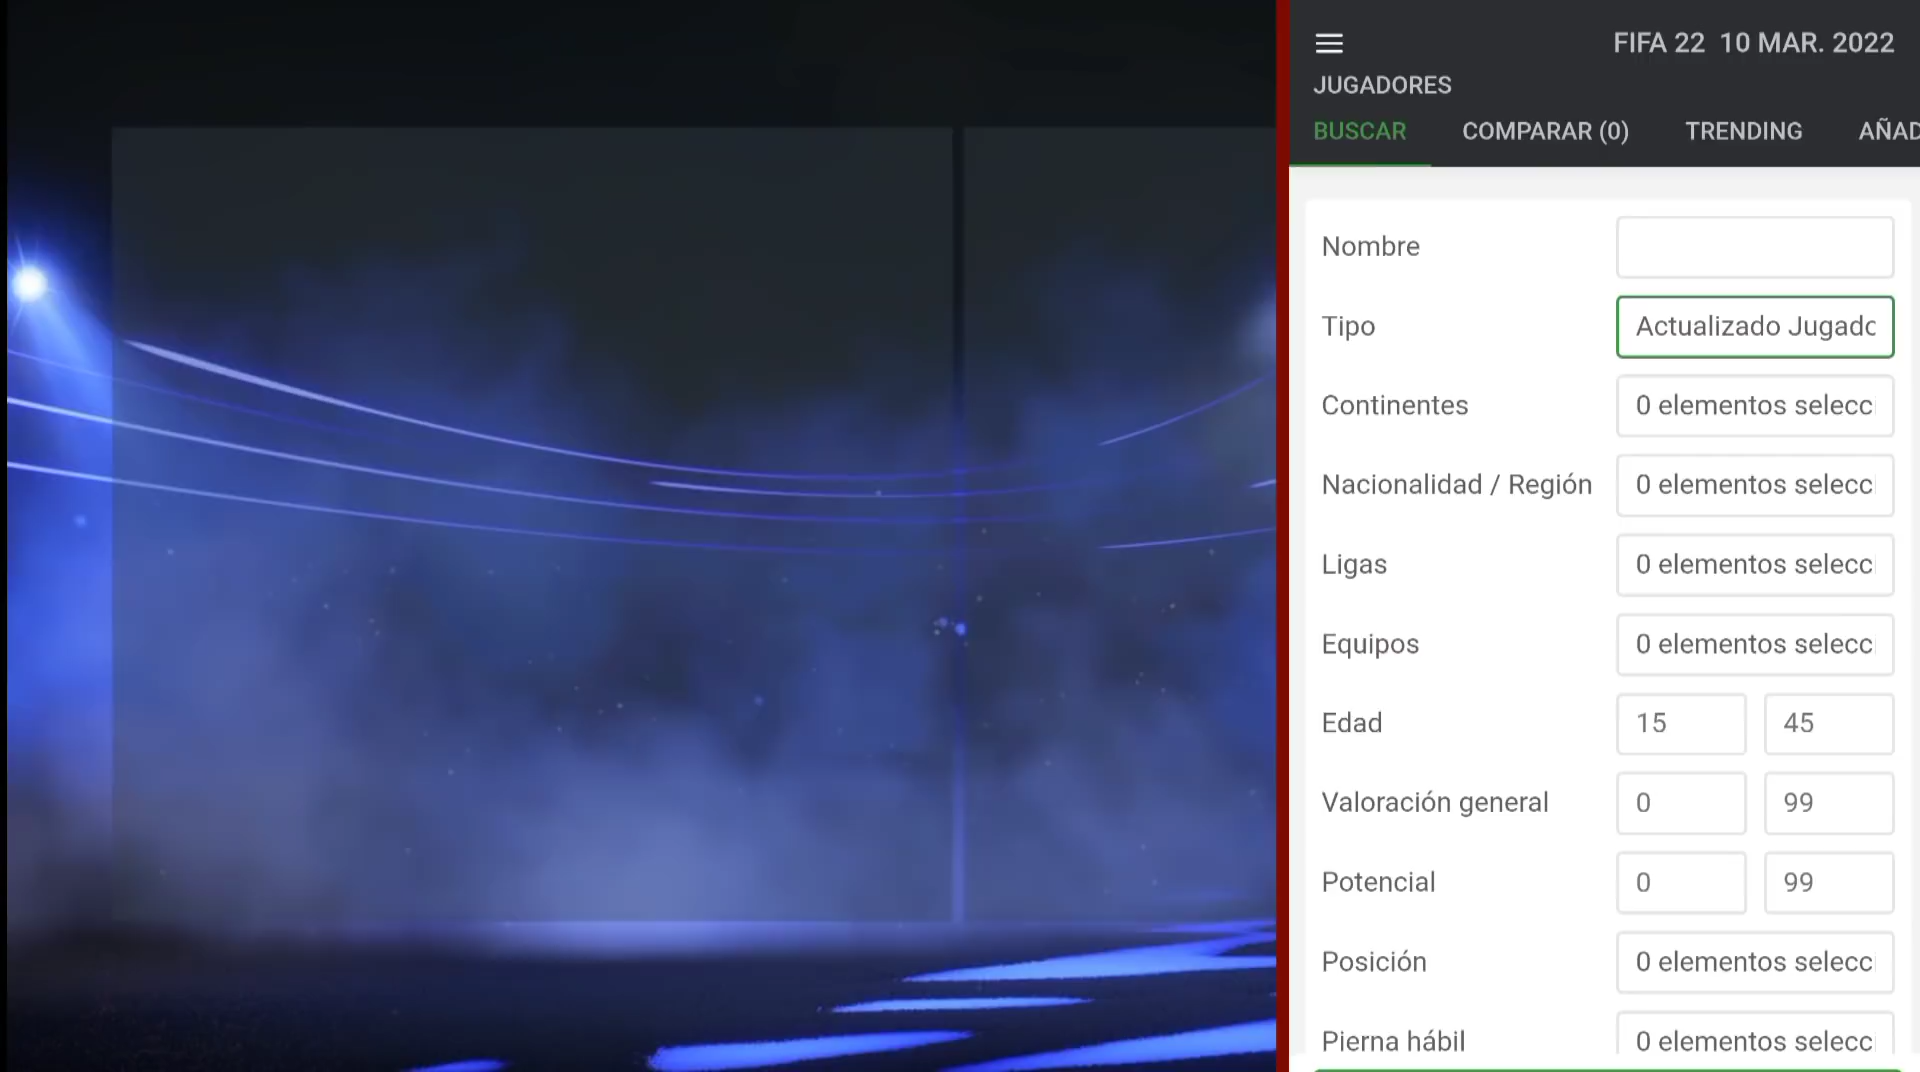 FIFA 22 10 MAR. 2022
JUGADORES
BUSCAR COMPARAR (0) TRENDING AÑAD
Nombre
Tipo Actualizado Jugado
Continentes 0 elementos selecc
Nacionalidad / Región 0 elementos selecc
Ligas 0 elementos selecc
Equipos 0 elementos selecc
Edad 15 45
Valoración general 0 99
Potencial 0 99
Posición 0 elementos selecc
Pierna hábil 0 elementos selecc